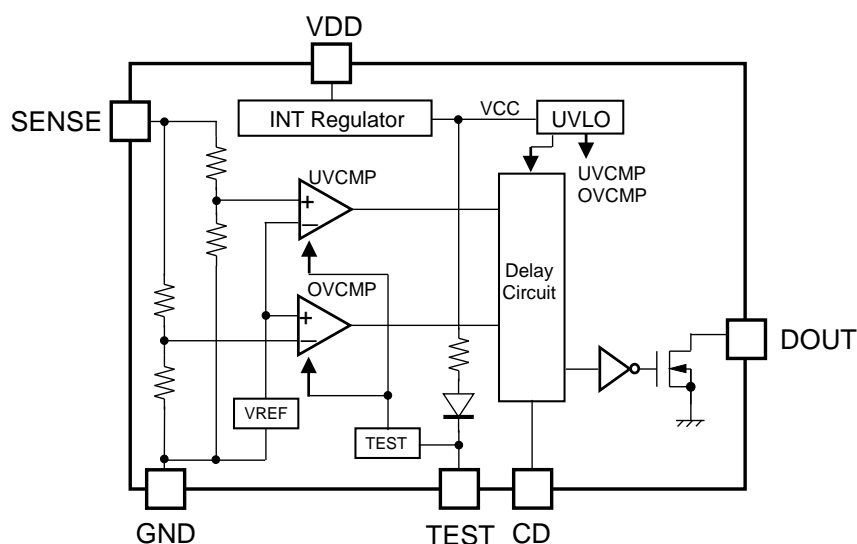 VDD
SENSE
INT Regulator
VCC
UVLO
UVCMP
OVCMP
UVCMP
+
−
Delay
Circuit
OVCMP
+
−
DOUT
VREF
TEST
GND
TEST
CD